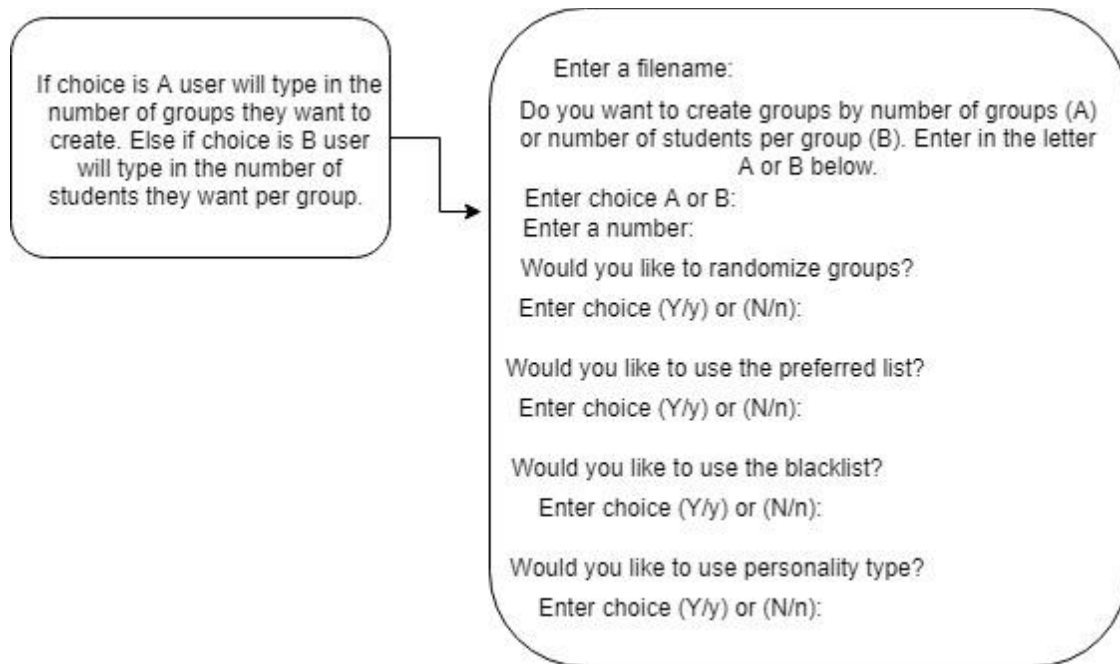 If choice is A user will type in the
number of groups they want to
create. Else if choice is B user
will type in the number of
students they want per group.
Enter a filename:
Do you want to create groups by number of groups (A)
or number of students per group (B). Enter in the letter
A or B below.
Enter choice A or B:
Enter a number:
Would you like to randomize groups?
Enter choice (Y/y) or (N/n):
Would you like to use the preferred list?
Enter choice (Y/y) or (N/n):
Would you like to use the blacklist?
Enter choice (Y/y) or (N/n):
Would you like to use personality type?
Enter choice (Y/y) or (N/n):